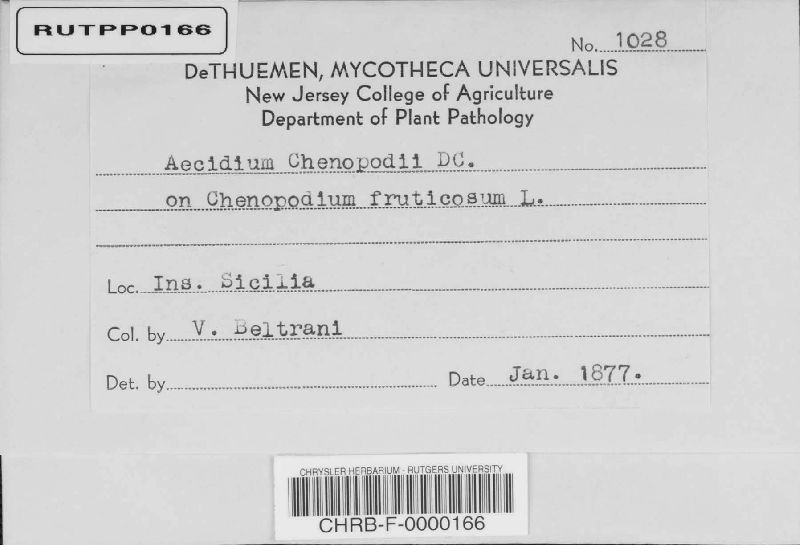 RUTPP0166
No. 1028
DeTHUEMEN, MYCOTHECA UNIVERSALIS
New Jersey College of Agriculture
Department of Plant Pathology
Aecidium Chenopodii DC.
on Chenopodium fruticosum L.
Loc. Ins. Sicilia
Col. by V. Beltrani
Det. by Date Jan. 1877.
CHRYSLER HERBARIUM - RUTGERS UNIVERSITY
CHRB-F-0000166